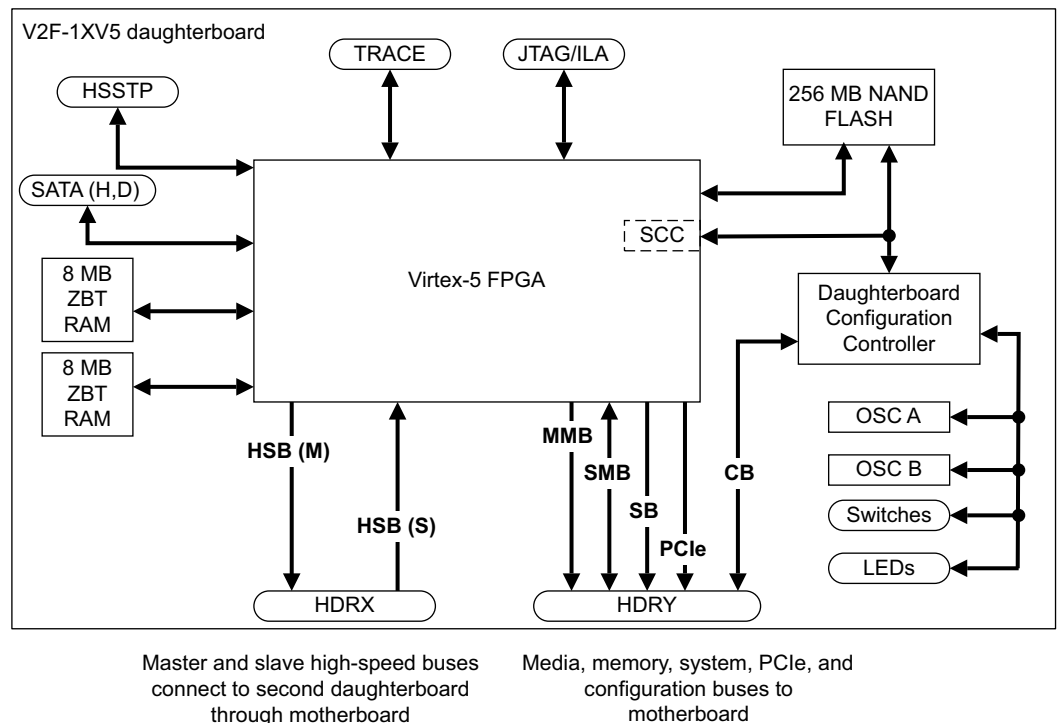 V2F-1XV5 daughterboard
TRACE
JTAG/ILA
HSSTP
256 MB NAND
FLASH
SATA (H,D)
SCC
8 MB
ZBT
RAM
Virtex-5 FPGA
Daughterboard
Configuration
Controller
8 MB
ZBT
RAM
OSC A
HSB (M)
MMB
SMB
CB
OSC B
SB
Switches
HSB (S)
PCIe
LEDs
HDRX
HDRY
Master and slave high-speed buses
connect to second daughterboard
through motherboard
Media, memory, system, PCIe, and
configuration buses to
motherboard